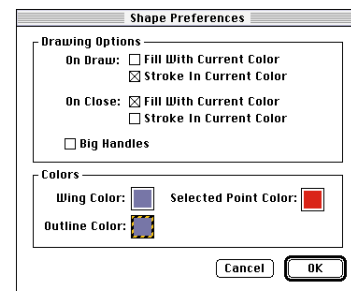 Shape Preferences
Drawing Options
On Draw: Fill With Current Color
Stroke In Current Color
On Close: Fill With Current Color
Stroke In Current Color
Big Handles
Colors
Wing Color: Selected Point Color:
Outline Color:
Cancel OK